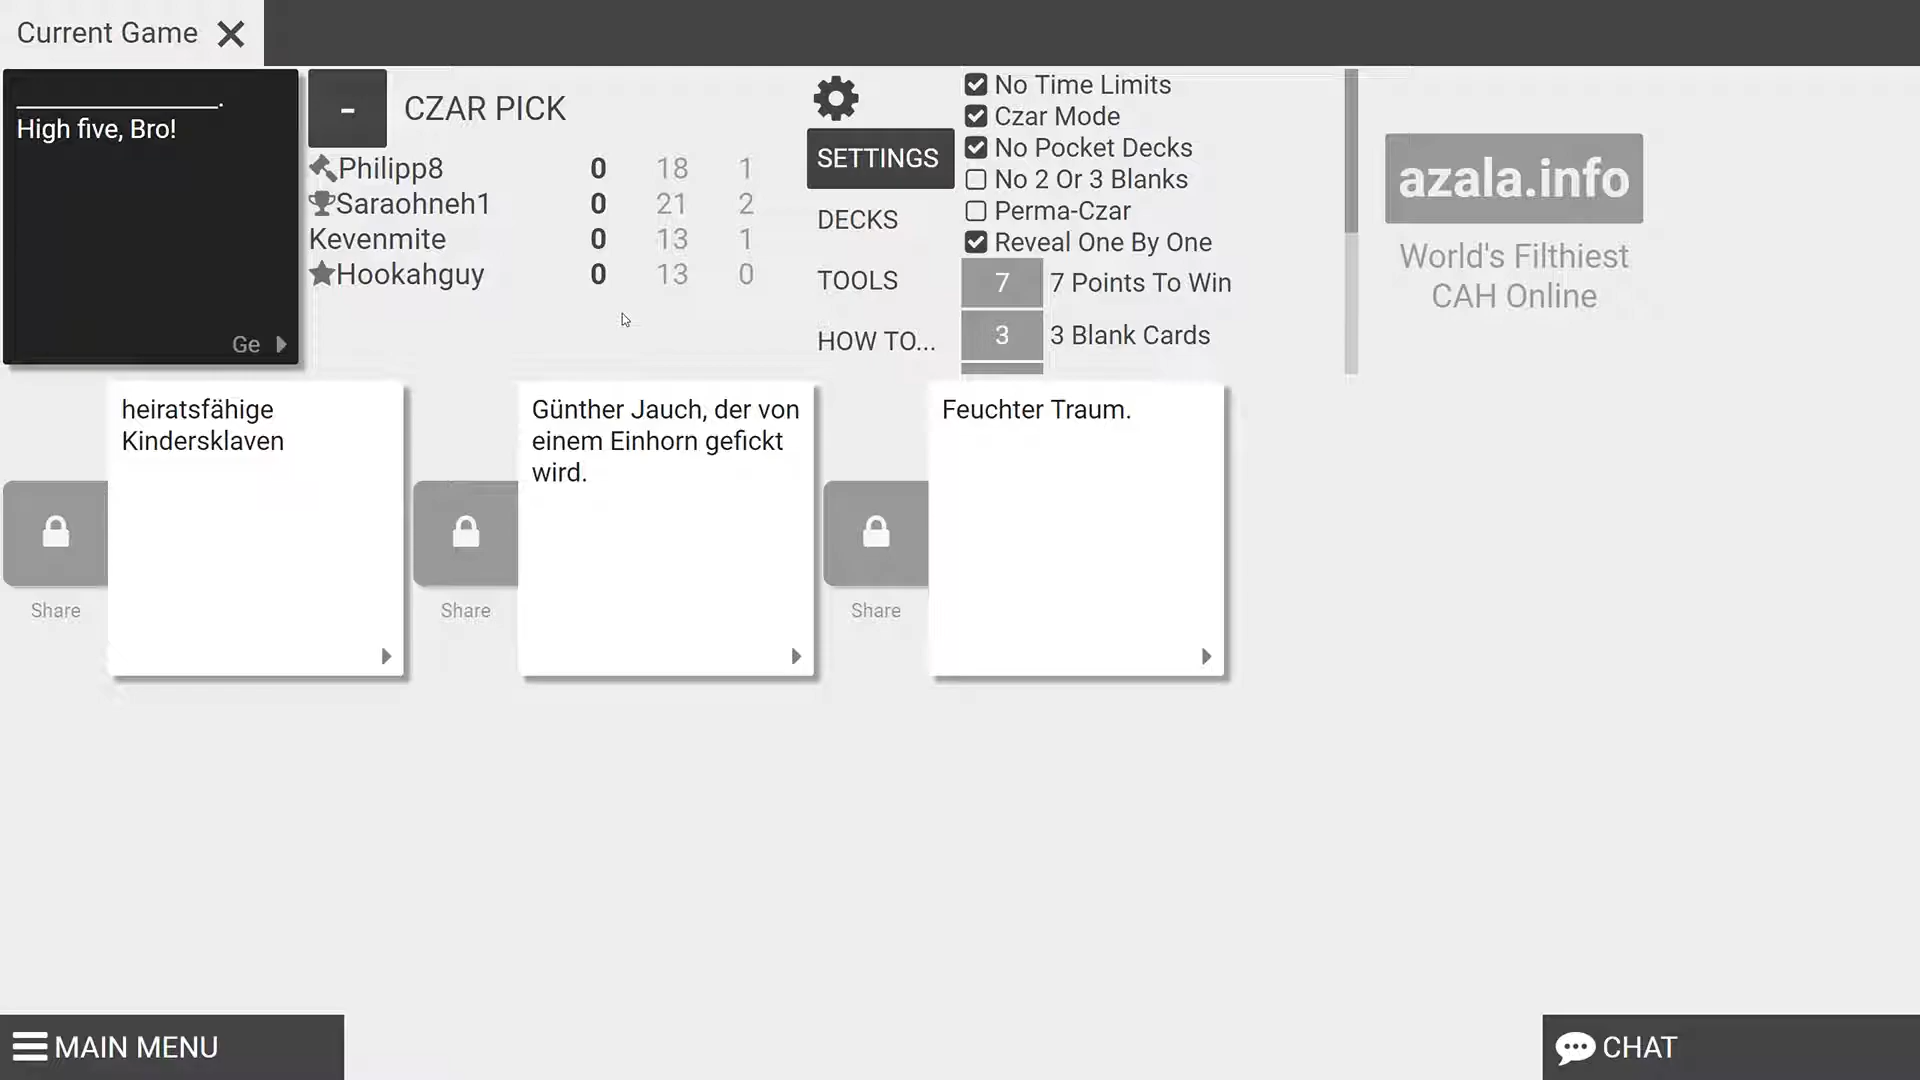 Current Game
____________.
High five, Bro!
Ge
-
CZAR PICK
Philipp8 0 18 1
Saraohneh1 0 21 2
Kevenmite 0 13 1
Hookahguy 0 13 0
SETTINGS
DECKS
TOOLS
HOW TO...
No Time Limits
Czar Mode
No Pocket Decks
No 2 Or 3 Blanks
Perma-Czar
Reveal One By One
7 7 Points To Win
3 3 Blank Cards
azala.info
World's Filthiest
CAH Online
heiratsfähige
Kindersklaven
Share
Günther Jauch, der von
einem Einhorn gefickt
wird.
Share
Feuchter Traum.
Share
MAIN MENU
CHAT